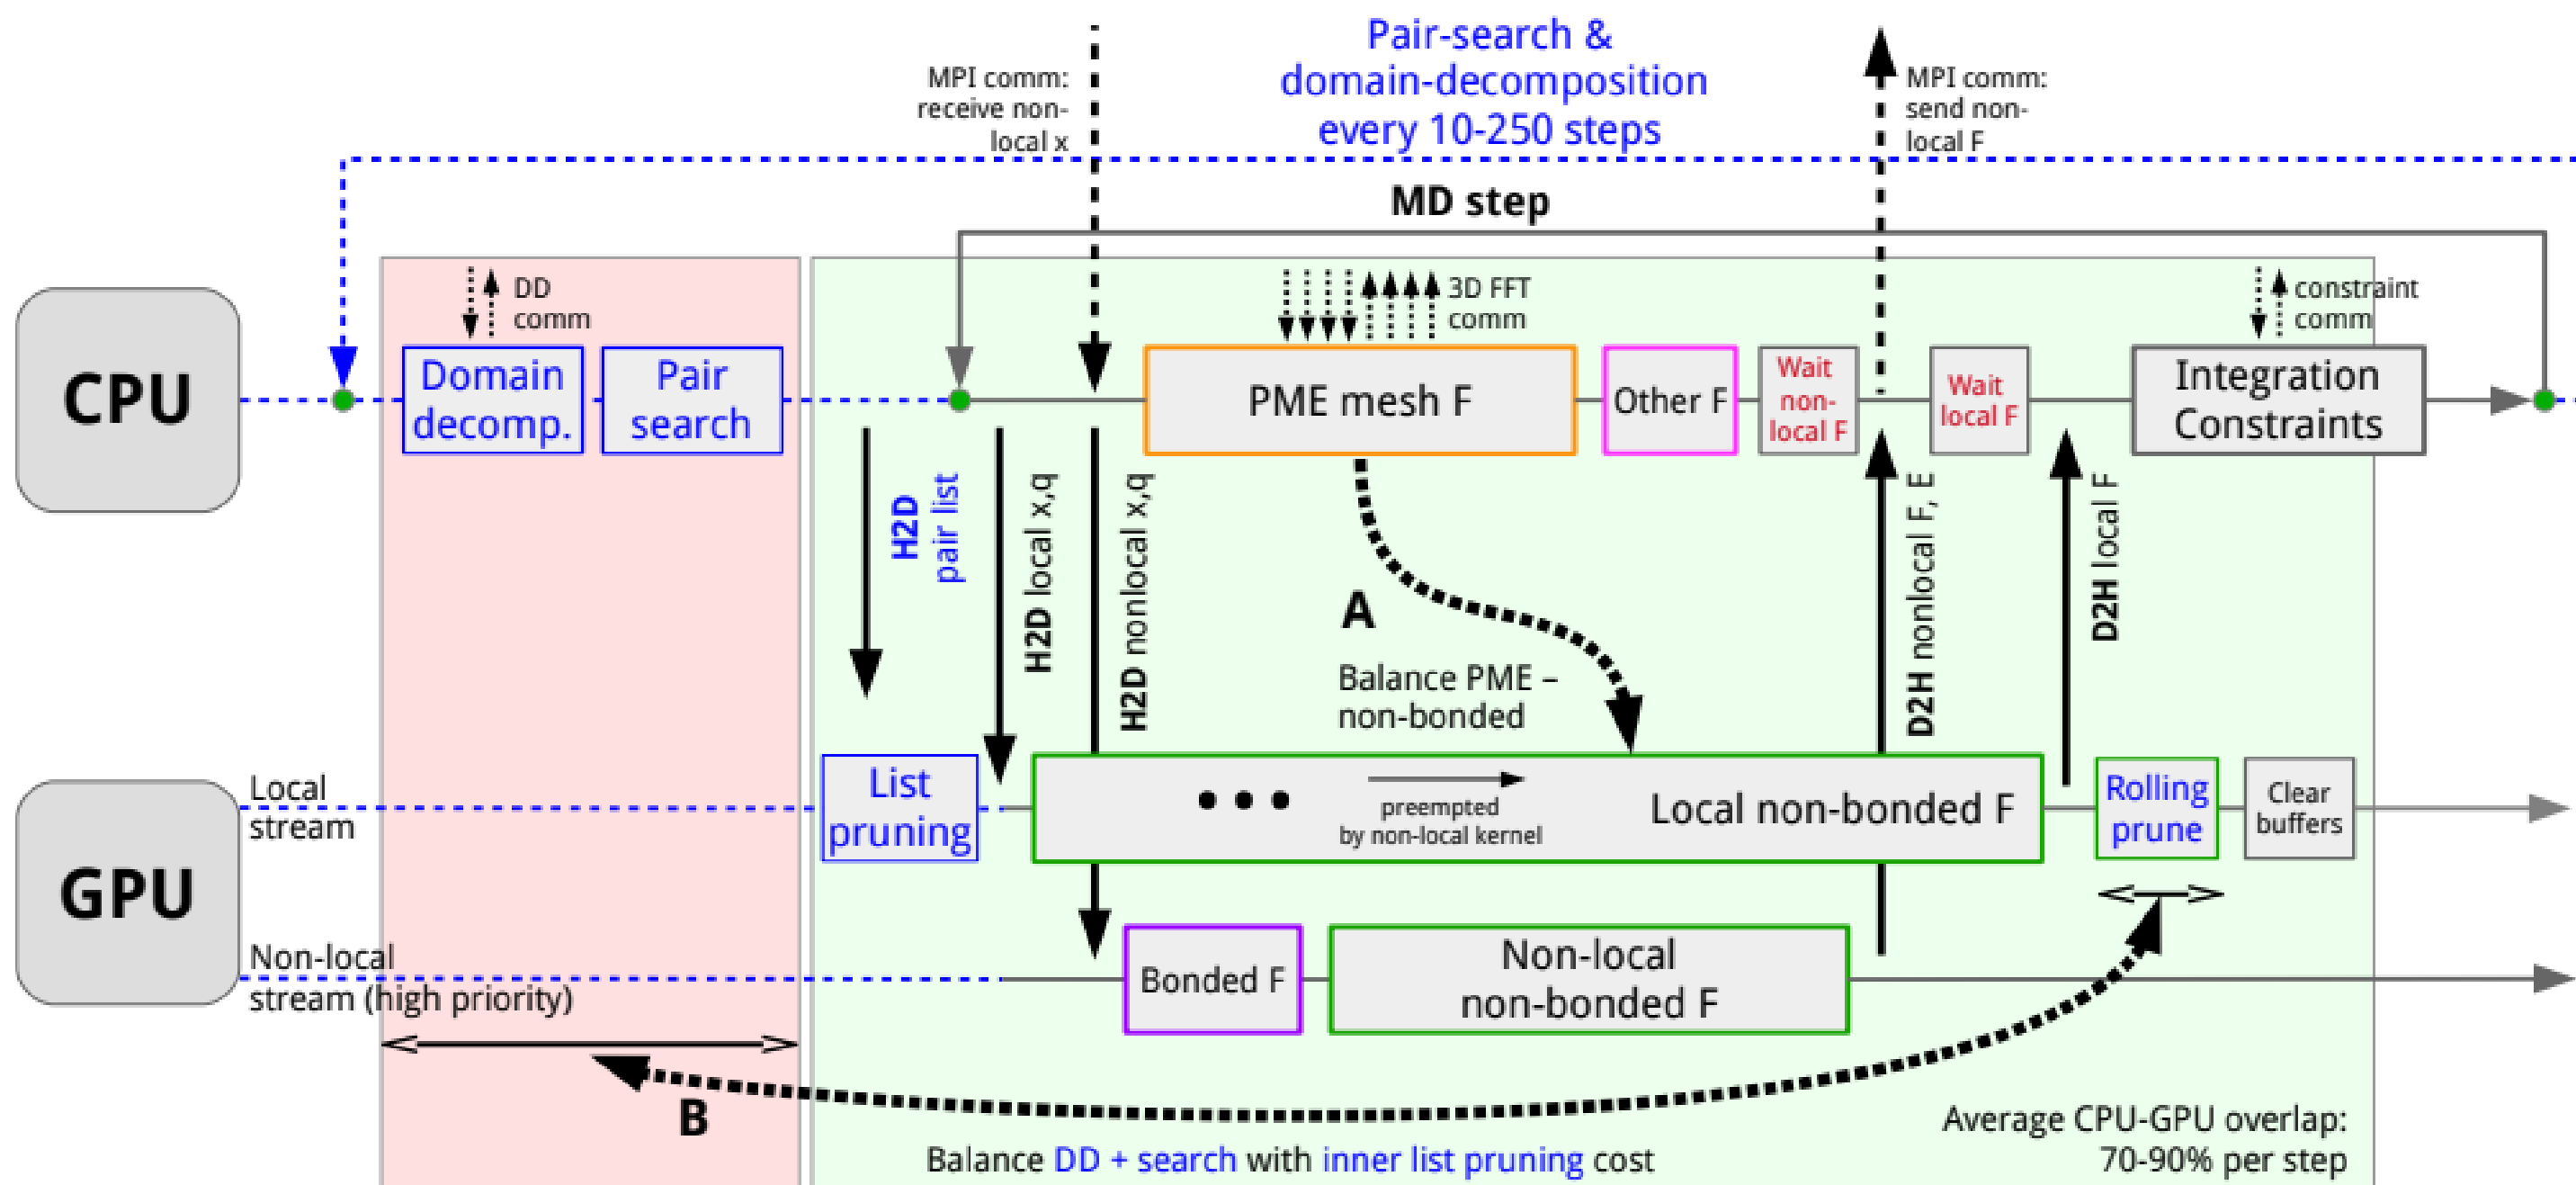 Pair-search &
domain-decomposition
every 10-250 steps
MPI comm:
receive non-
local x
MPI comm:
send non-
local F
MD step
DD
comm
3D FFT
comm
constraint
comm
CPU
Domain
decomp.
Pair
search
PME mesh F
Other F
Wait
non-
local F
Wait
local F
Integration
Constraints
H2D
pair list
H2D local x,q
H2D nonlocal x,q
A
Balance PME –
non-bonded
D2H nonlocal F, E
D2H local F
GPU
Local
stream
List
pruning
preempted
by non-local kernel
Local non-bonded F
Rolling
prune
Clear
buffers
Non-local
stream (high priority)
Bonded F
Non-local
non-bonded F
B
Balance DD + search with inner list pruning cost
Average CPU-GPU overlap:
70-90% per step